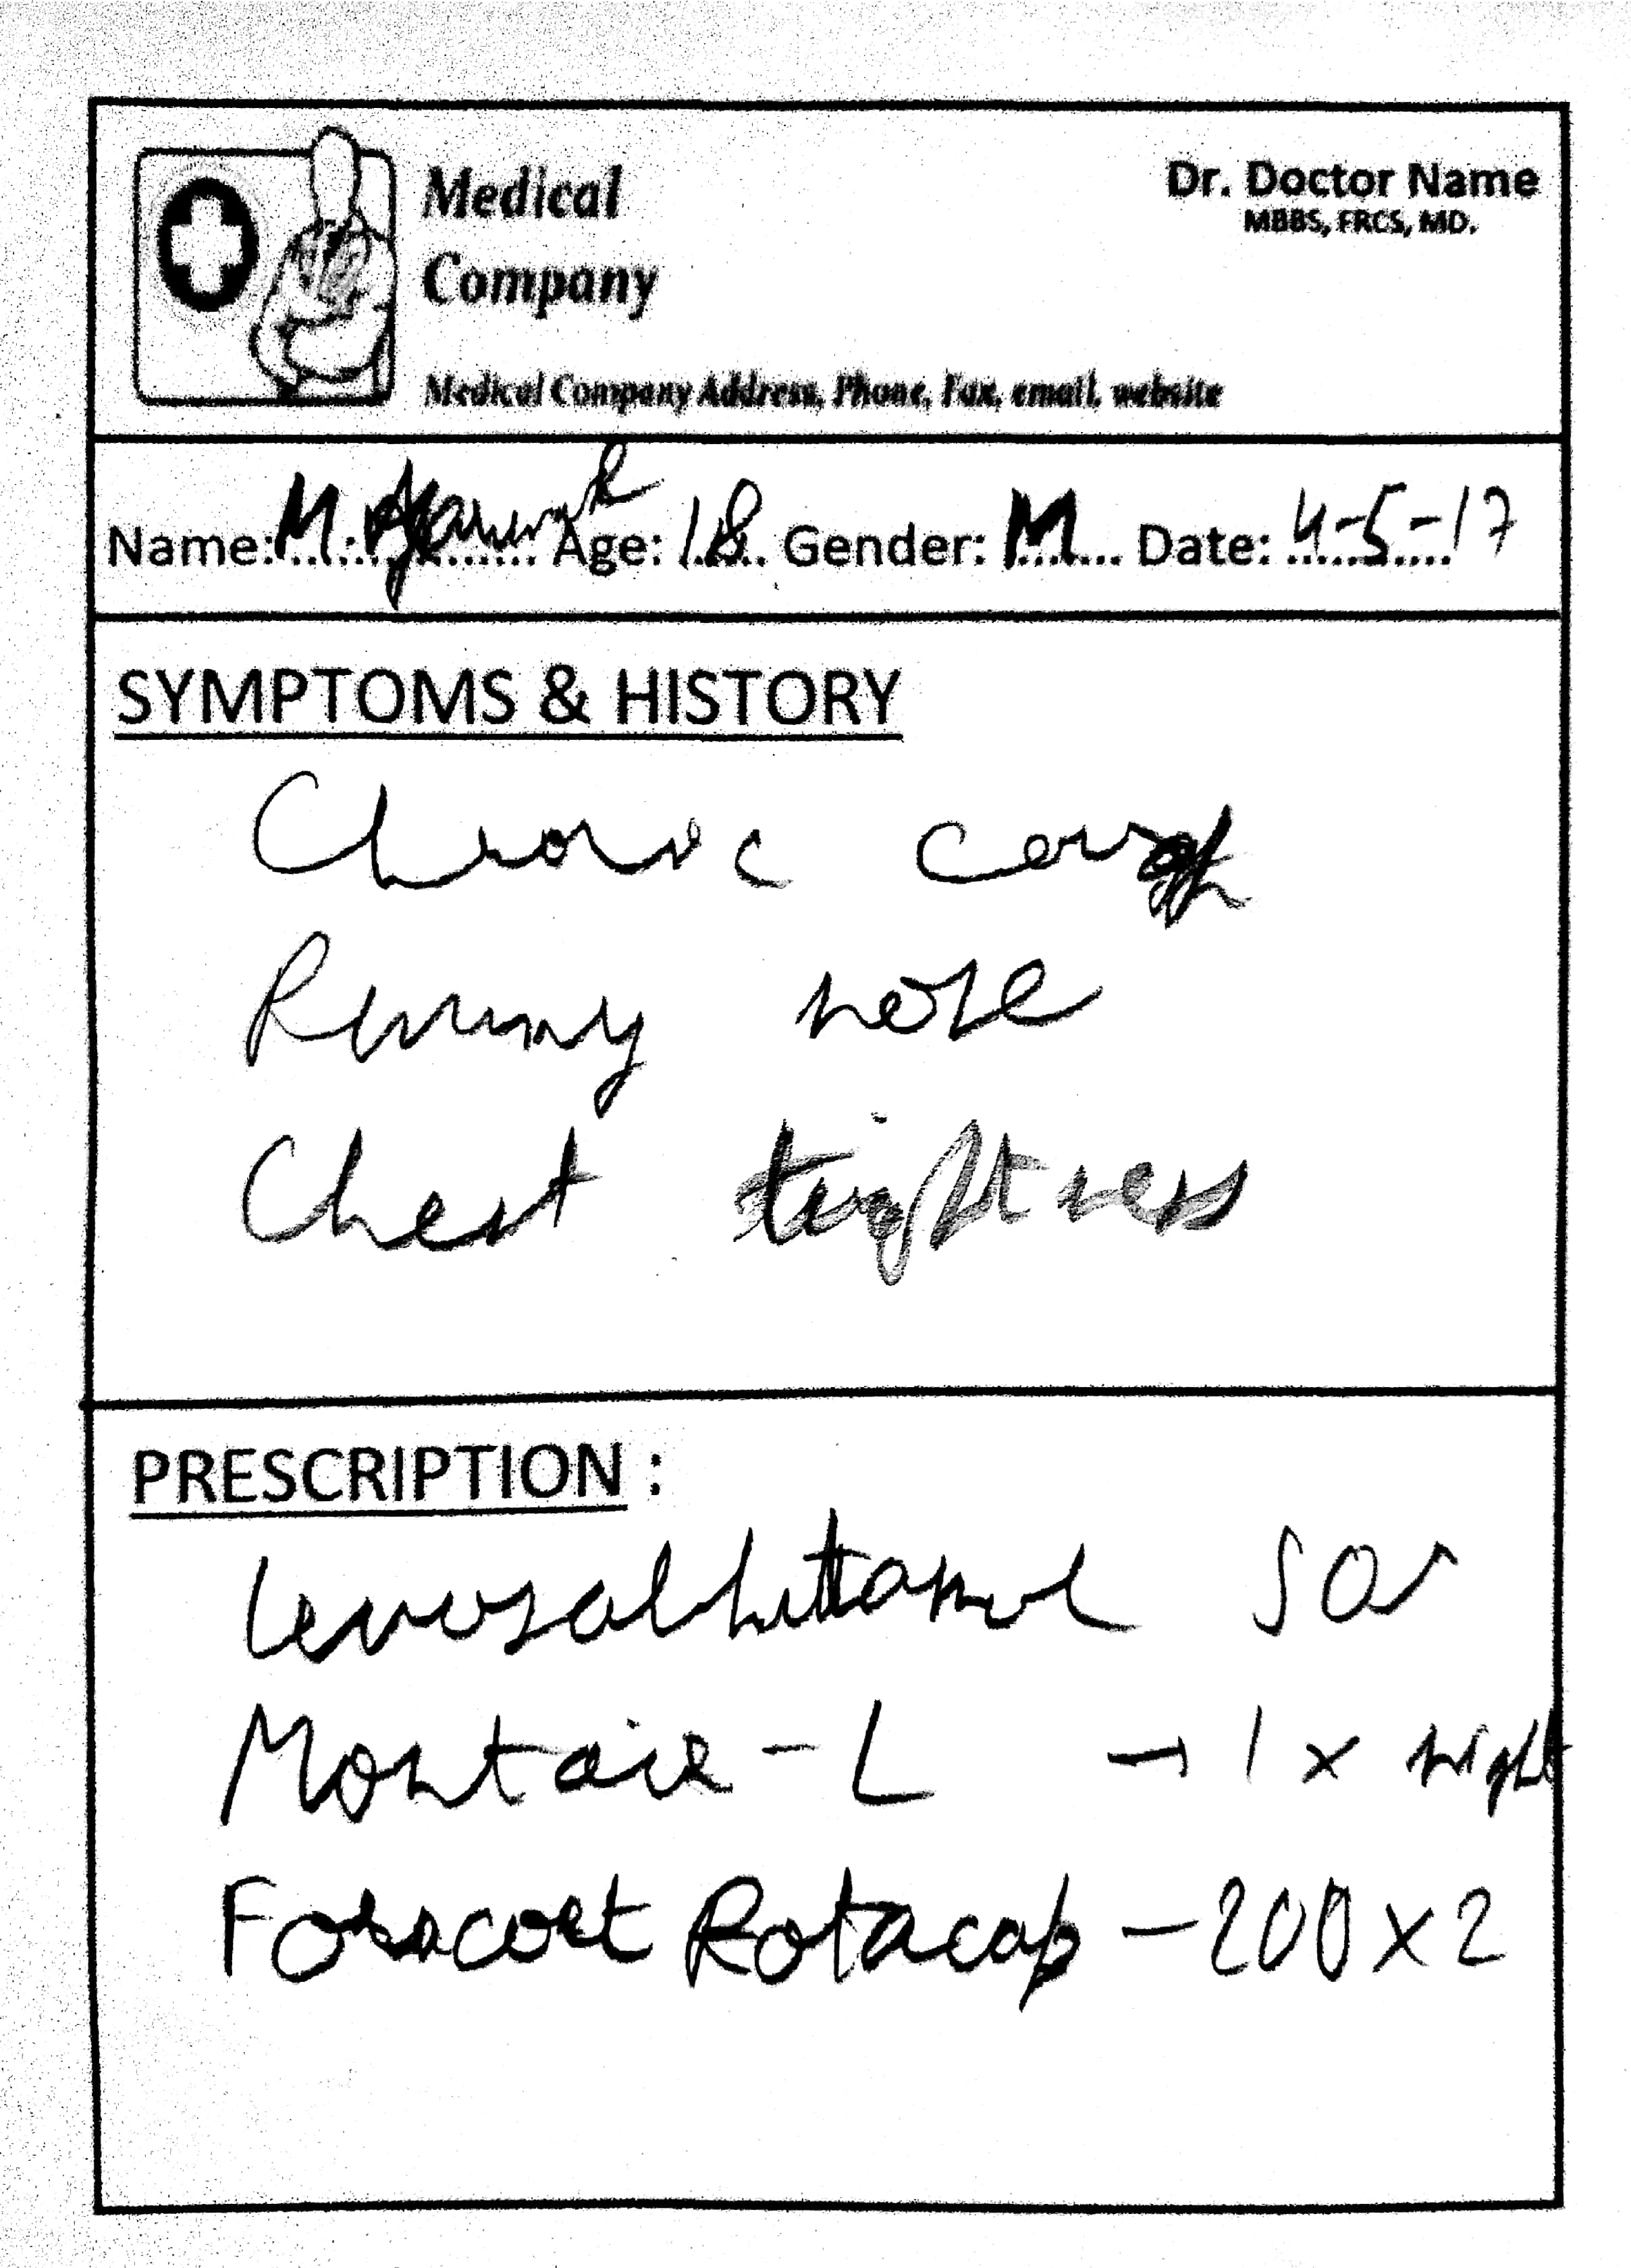 Medical
Company
Dr. Doctor Name
MBBS, FRCS, MD.
Medical Company Address, Phone, Fax, email, website
Name: M. Age: 18 Gender: M Date: 4-5-17
SYMPTOMS & HISTORY
Chronic cough
Runny nose
Chest tightness
PRESCRIPTION :
Levosalbutamol SOS
Montair - L → 1 x night
Foracort Rotacap - 200 x 2